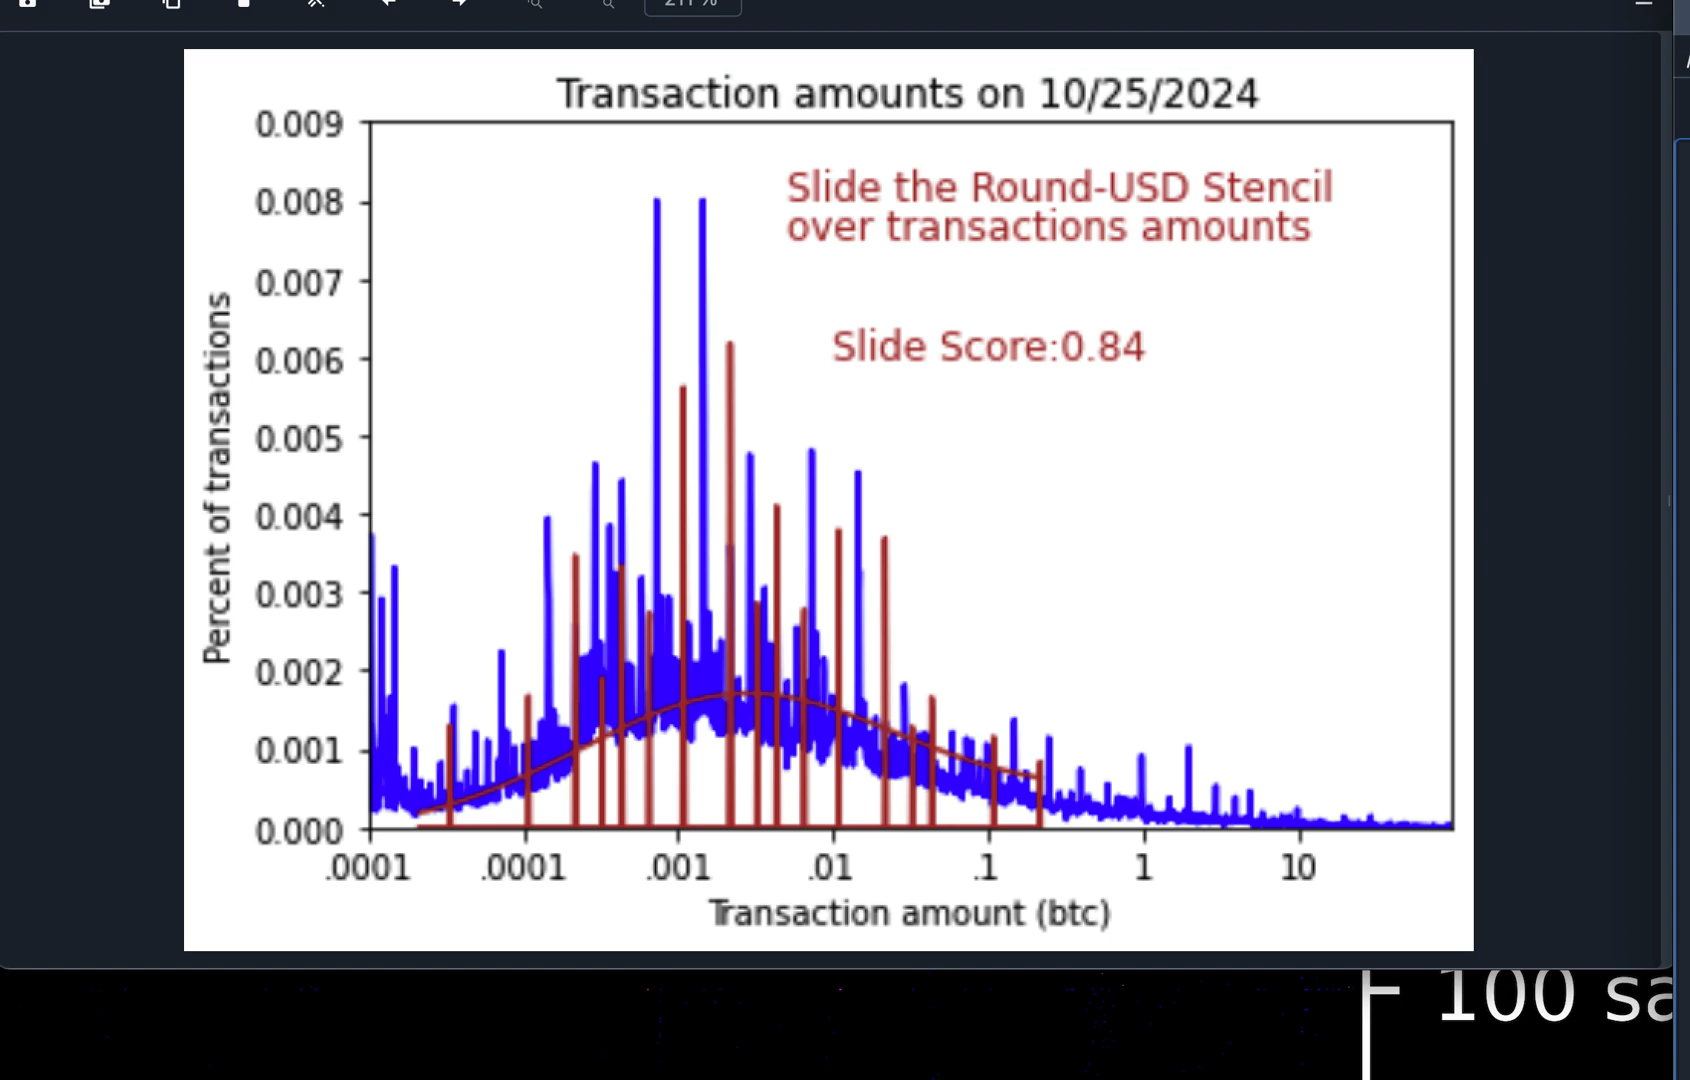 Transaction amounts on 10/25/2024
0.009
0.008
0.007
0.006
0.005
0.004
0.003
0.002
0.001
0.000
Percent of transactions
Slide the Round-USD Stencil
over transactions amounts
Slide Score:0.84
.0001 .0001 .001 .01 .1 1 10
Transaction amount (btc)
100